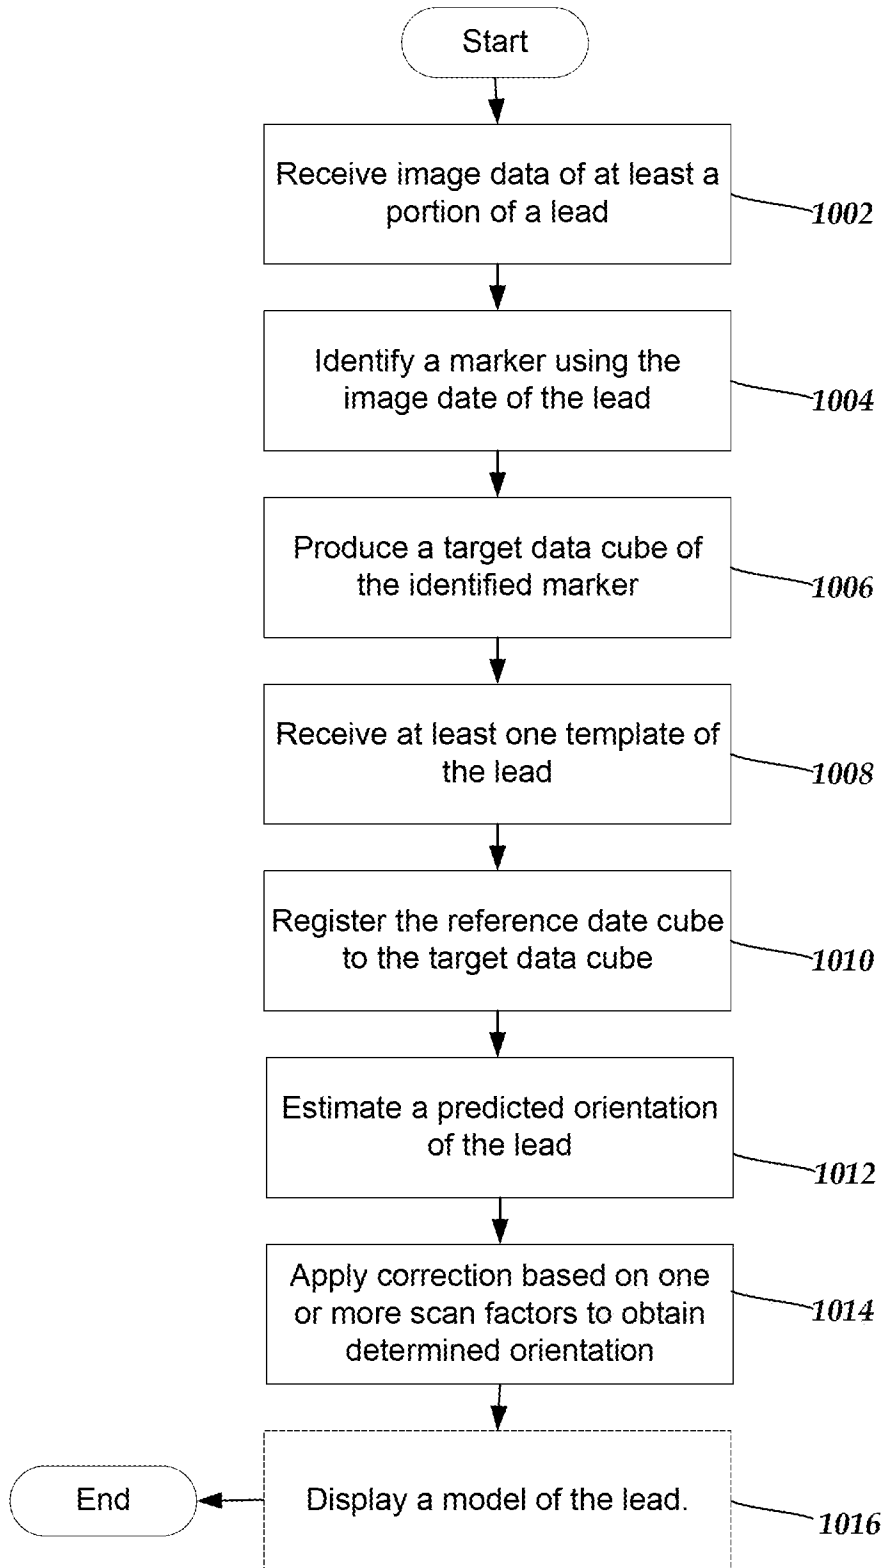 Start
Receive image data of at least a
portion of a lead
1002
Identify a marker using the
image date of the lead
1004
Produce a target data cube of
the identified marker
1006
Receive at least one template of
the lead
1008
Register the reference date cube
to the target data cube
1010
Estimate a predicted orientation
of the lead
1012
Apply correction based on one
or more scan factors to obtain
determined orientation
1014
Display a model of the lead.
1016
End